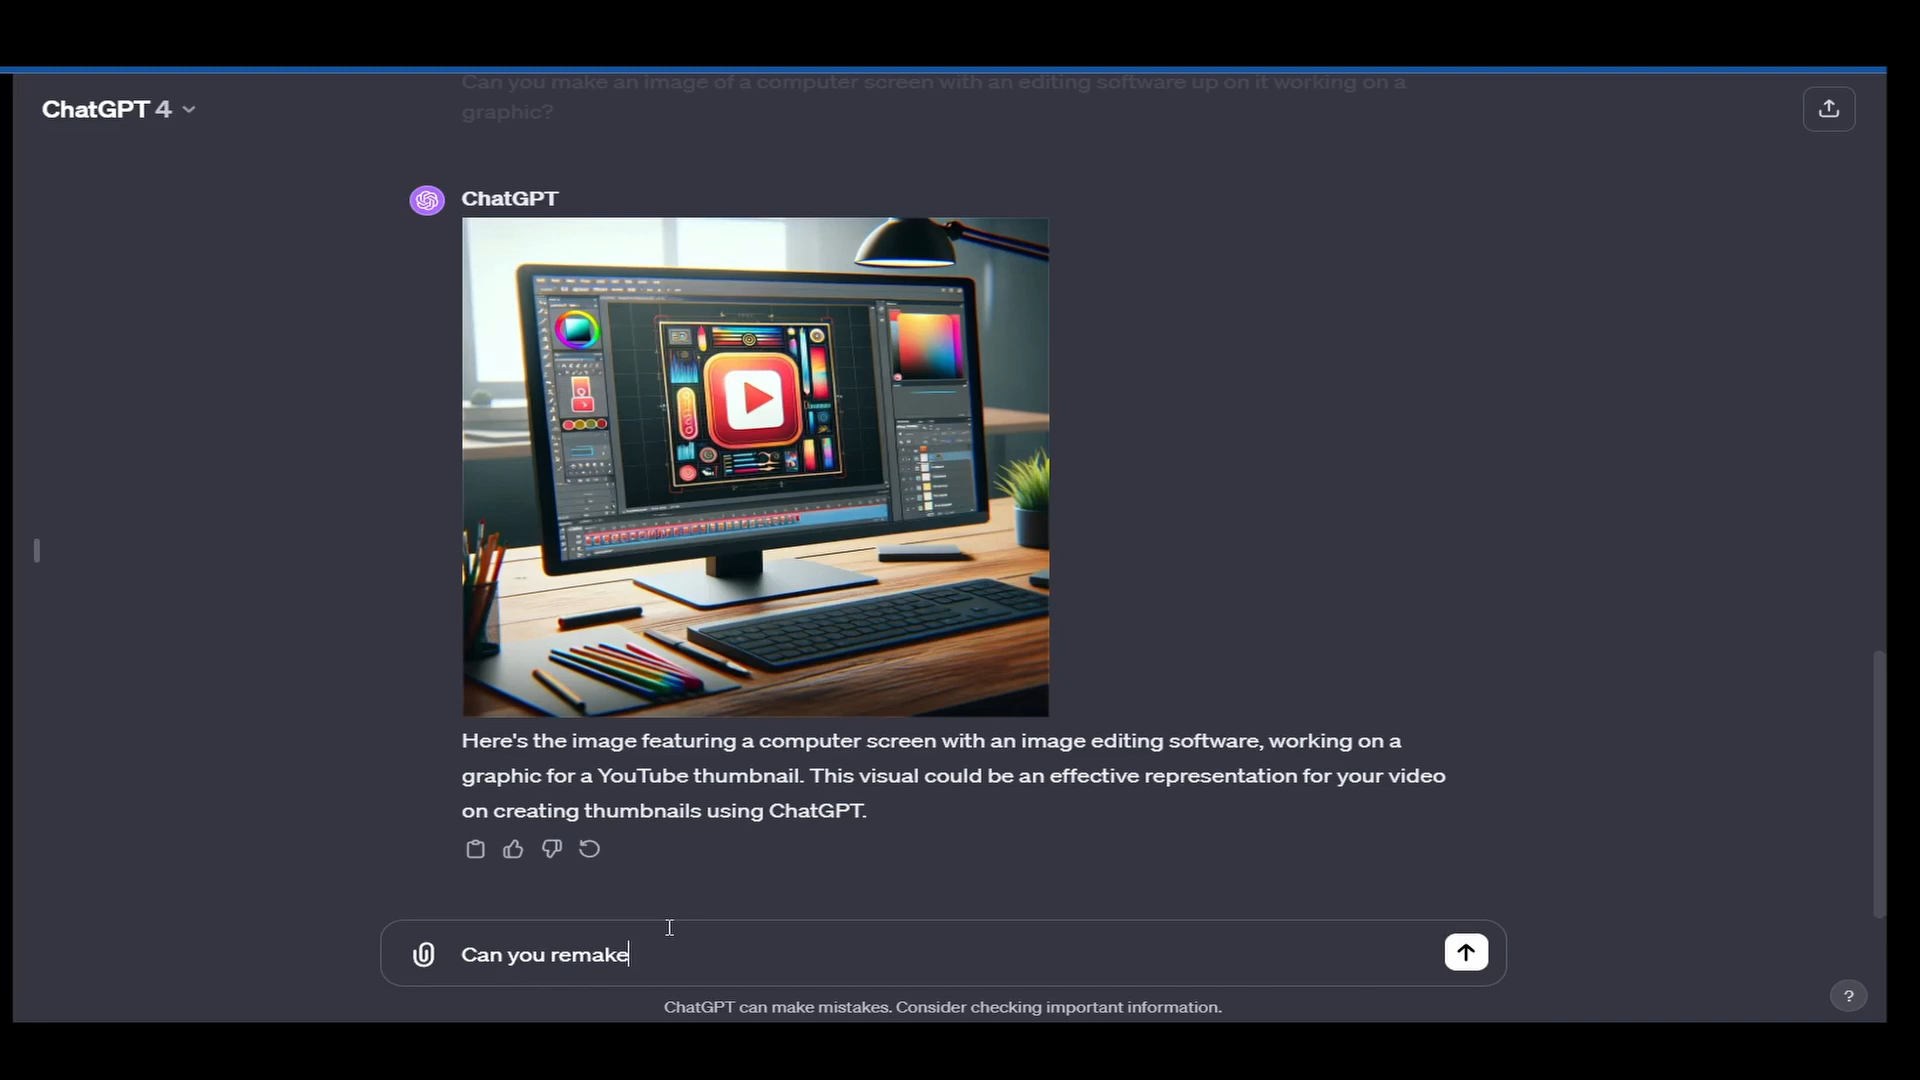 Can you make an image of a computer screen with an editing software up on it working on a
graphic?
ChatGPT 4
ChatGPT
Here's the image featuring a computer screen with an image editing software, working on a
graphic for a YouTube thumbnail. This visual could be an effective representation for your video
on creating thumbnails using ChatGPT.
Can you remake
ChatGPT can make mistakes. Consider checking important information.
?